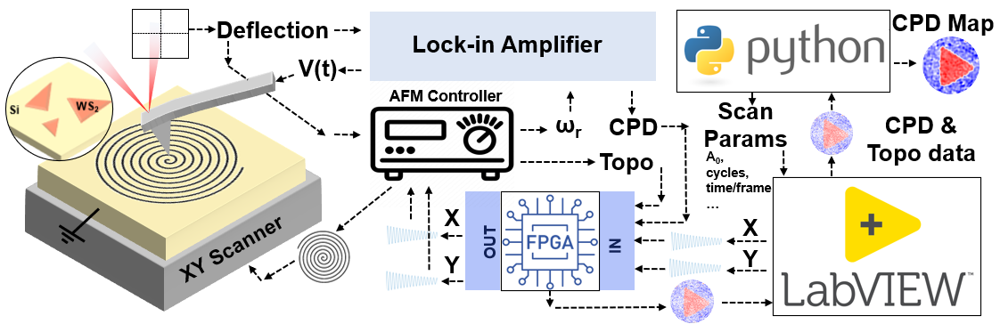 Deflection
V(t)
Si
WS₂
XY Scanner
Lock-in Amplifier
AFM Controller
ωᵣ
CPD
Topo
X
Y
OUT
FPGA
IN
X
Y
python
CPD Map
Scan
Params
A₀,
cycles,
time/frame
...
CPD &
Topo data
LabVIEW™